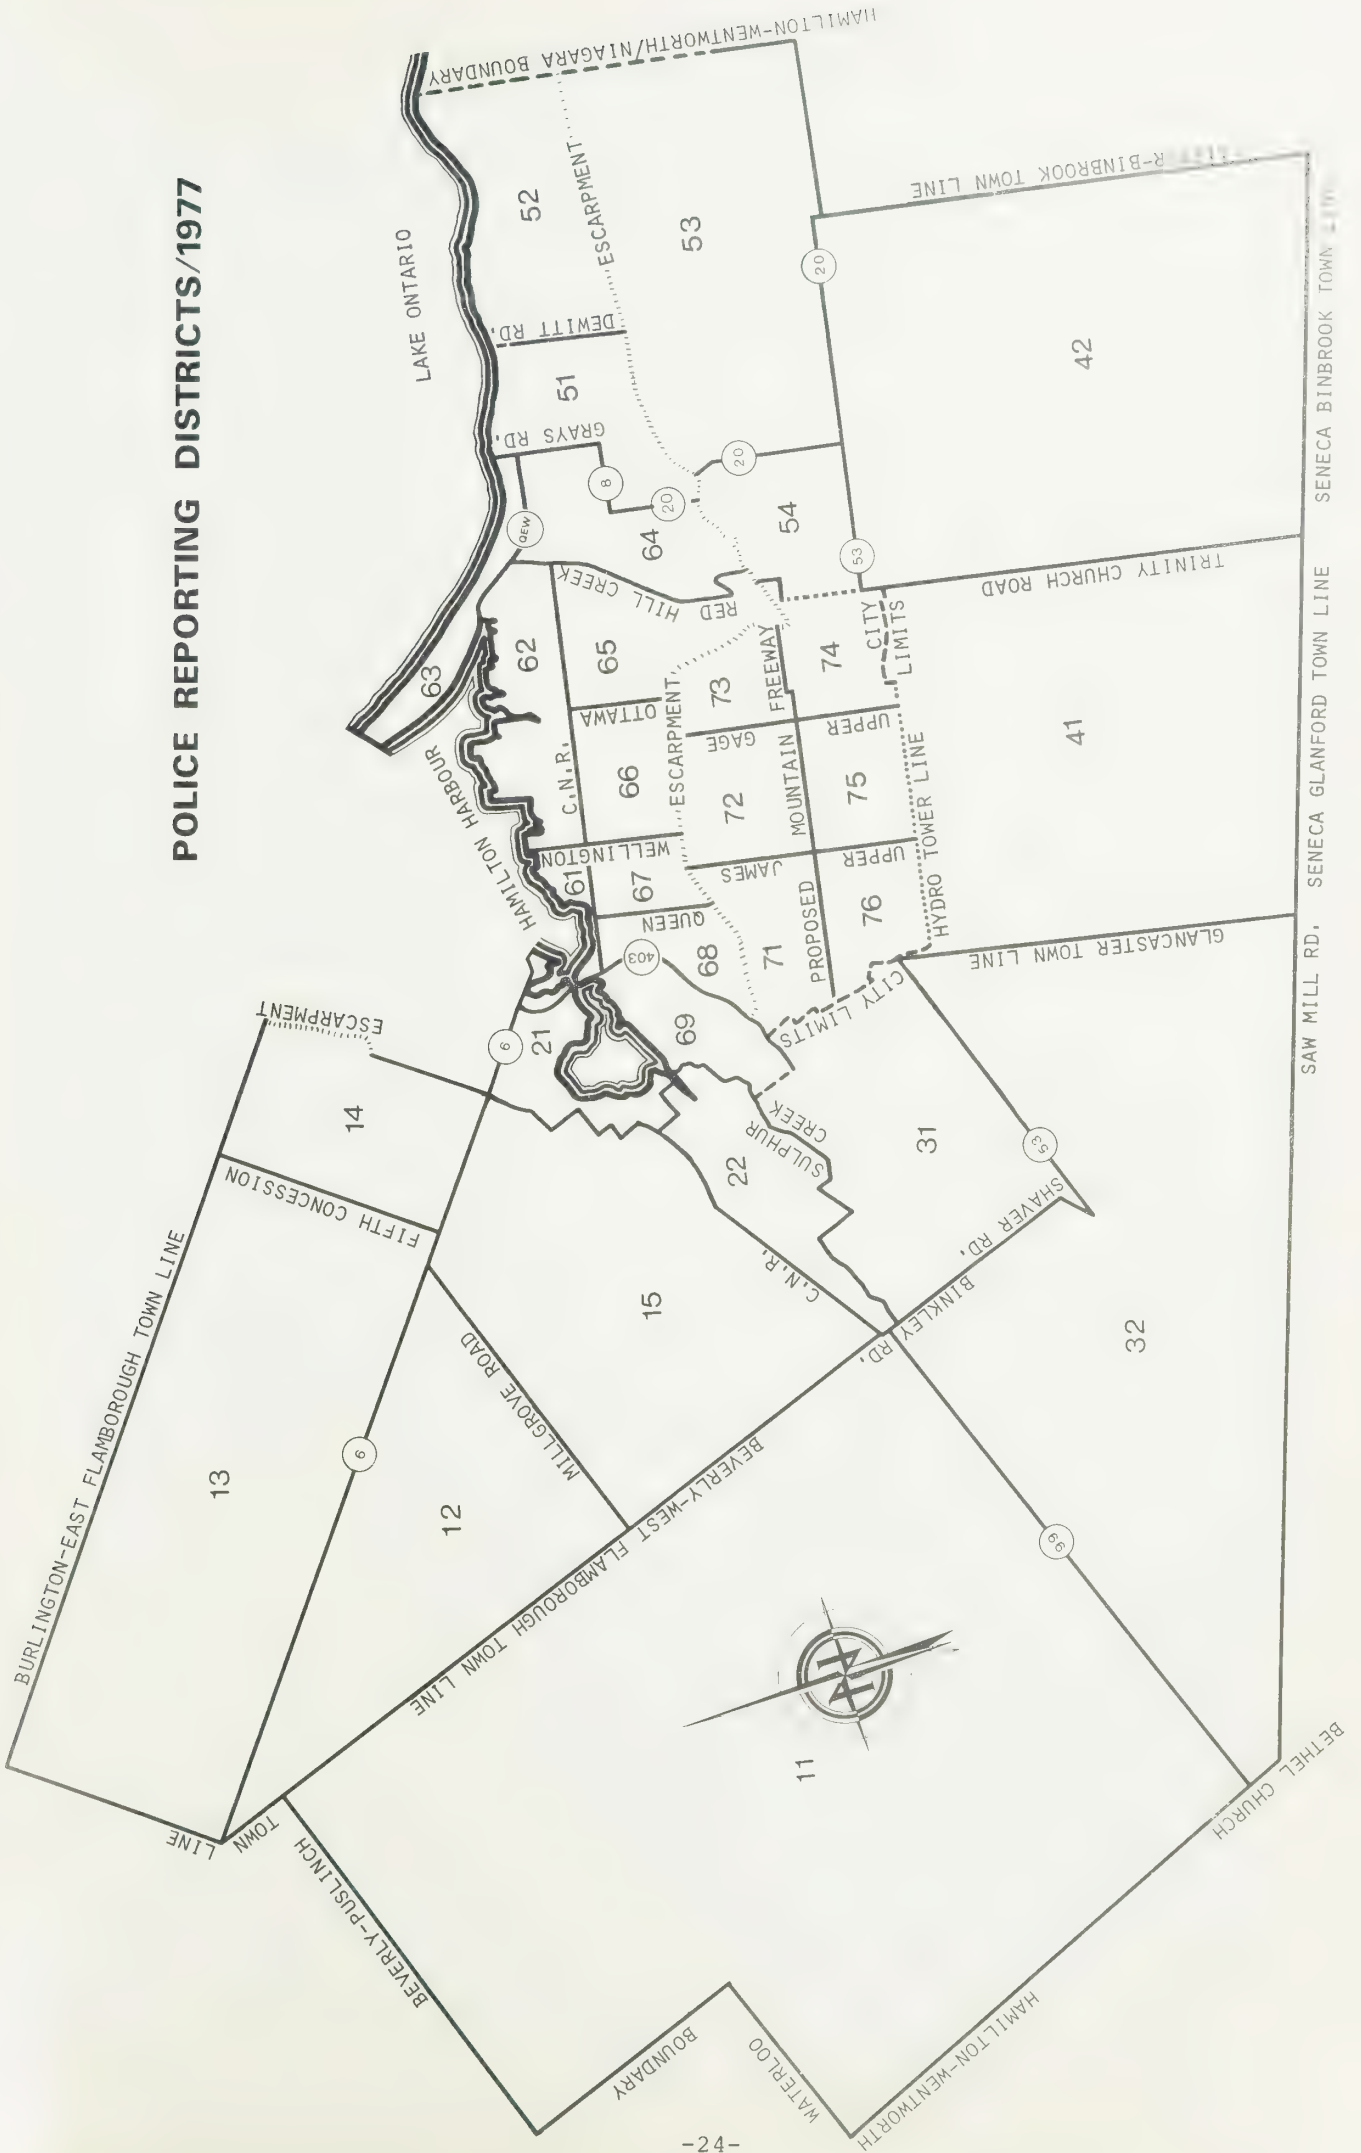 POLICE REPORTING DISTRICTS/1977
LAKE ONTARIO
HAMILTON HARBOUR
HAMILTON-WENTWORTH/NIAGARA BOUNDARY
BURLINGTON-EAST FLAMBOROUGH TOWN LINE
ESCARPMENT
FIFTH CONCESSION
MILLGROVE ROAD
BEVERLY-WEST FLAMBOROUGH TOWN LINE
BEVERLY-PUSLINCH
TOWN
LINE
WATERLOO
BOUNDARY
HAMILTON-WENTWORTH
BETHEL CHURCH
BINKLEY RD.
SHAVER RD.
C.N.R.
SULPHUR
CREEK
CITY LIMITS
GLANCASTER TOWN LINE
HYDRO TOWER LINE
PROPOSED MOUNTAIN FREEWAY
UPPER JAMES
UPPER GAGE
QUEEN
WELLINGTON
OTTAWA
C.N.R.
ESCARPMENT
RED HILL CREEK
CITY
LIMITS
GRAYS RD.
DEWITT RD.
ESCARPMENT
TRINITY CHURCH ROAD
R-BINBROOK TOWN LINE
SAW MILL RD.
SENECA GLANFORD TOWN LINE
SENECA BINBROOK TOWN
11
12
13
14
15
21
22
31
32
41
42
51
52
53
54
61
62
63
64
65
66
67
68
69
71
72
73
74
75
76
6
6
99
53
403
53
20
20
20
8
QEW
N
-24-